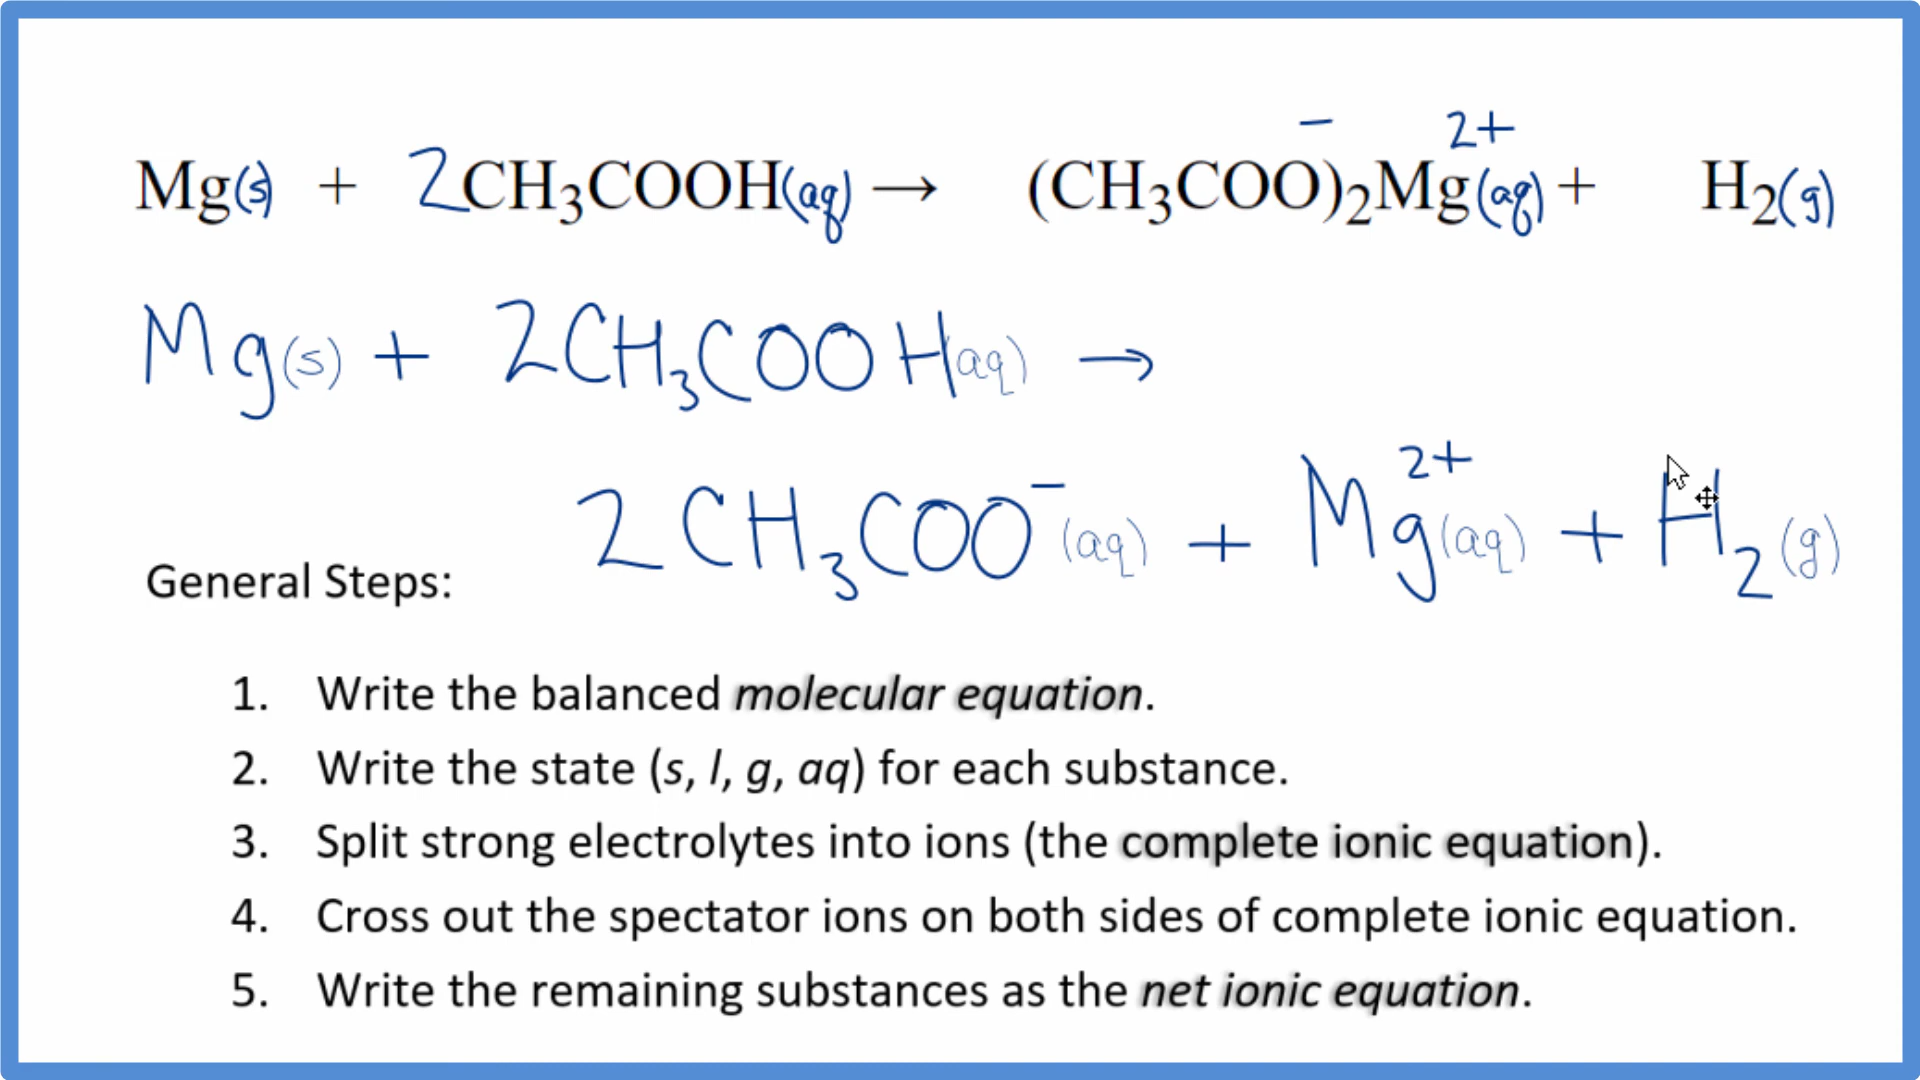 Mg(s) + 2CH₃COOH(aq) → (CH₃COO)⁻₂Mg²⁺(aq) + H₂(g)
Mg(s) + 2CH₃COOH(aq) →
2CH₃COO⁻(aq) + Mg²⁺(aq) + H₂(g)
General Steps:
1. Write the balanced molecular equation.
2. Write the state (s, l, g, aq) for each substance.
3. Split strong electrolytes into ions (the complete ionic equation).
4. Cross out the spectator ions on both sides of complete ionic equation.
5. Write the remaining substances as the net ionic equation.